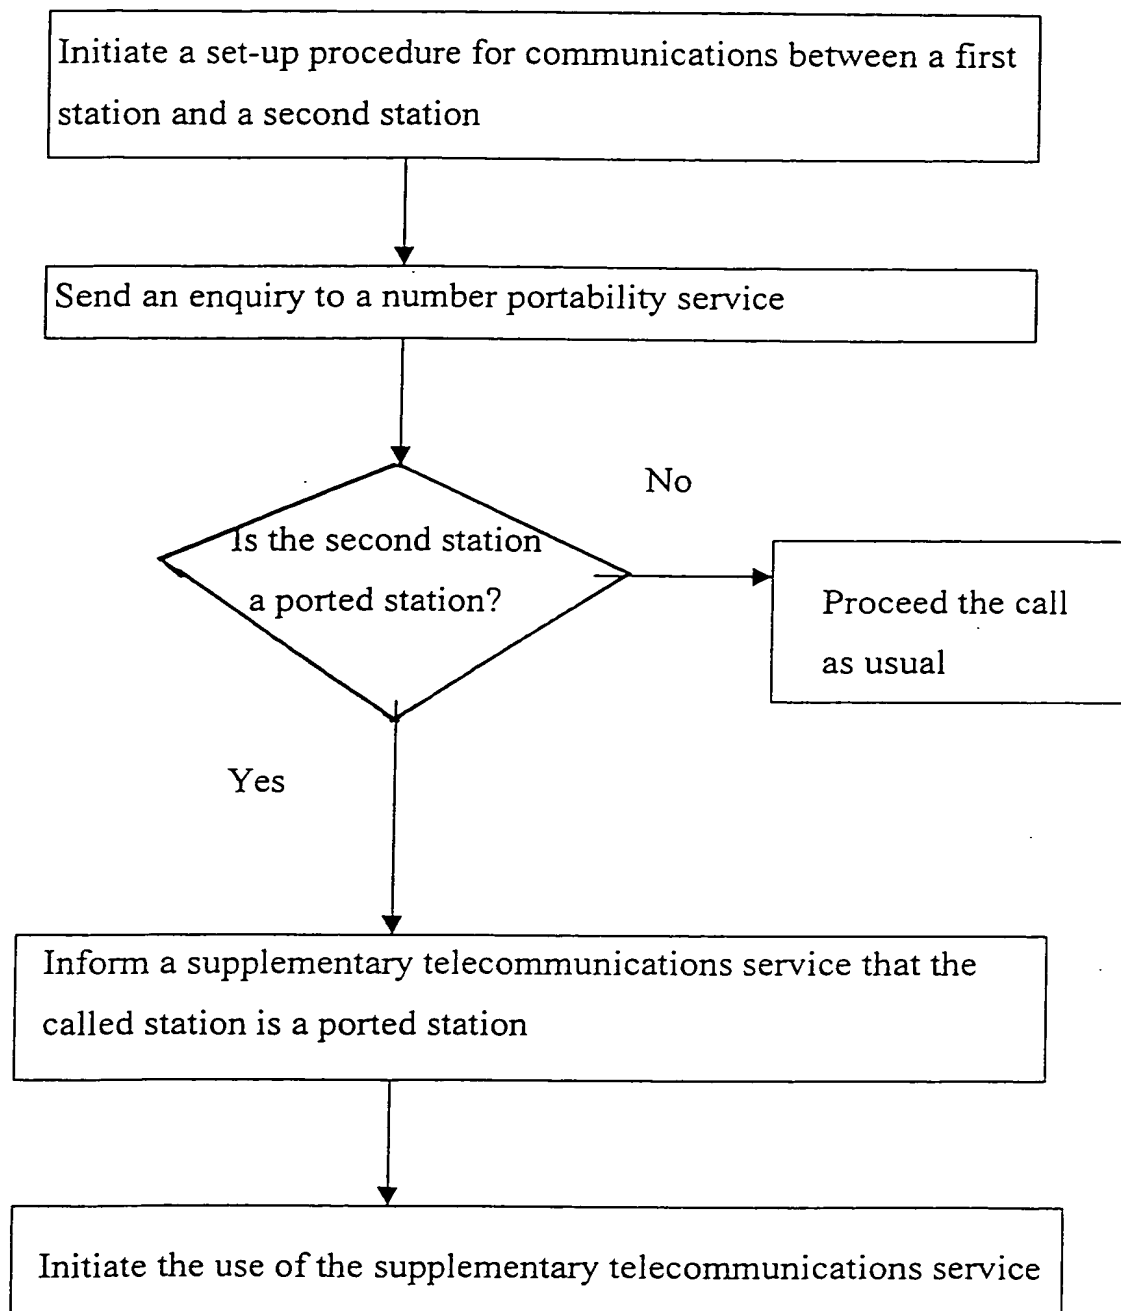 Initiate a set-up procedure for communications between a first
station and a second station
Send an enquiry to a number portability service
No
Is the second station
a ported station?
Proceed the call
as usual
Yes
Inform a supplementary telecommunications service that the
called station is a ported station
Initiate the use of the supplementary telecommunications service